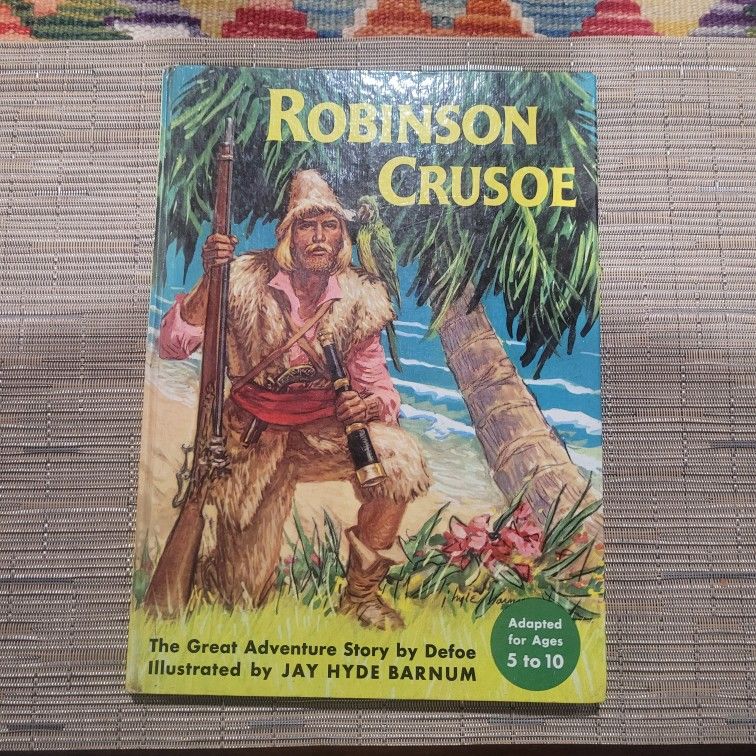 ROBINSON
CRUSOE
Adapted
for Ages
5 to 10
The Great Adventure Story by Defoe
Illustrated by JAY HYDE BARNUM